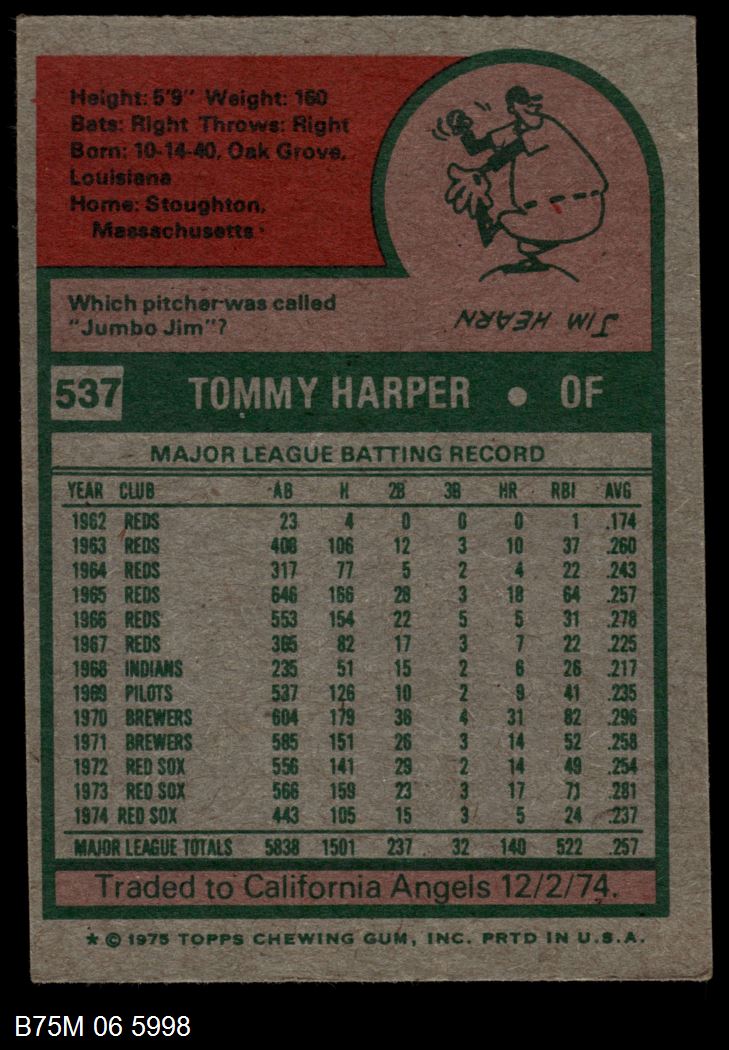 Height: 5'9" Weight: 160
Bats: Right Throws: Right
Born: 10-14-40, Oak Grove,
Louisiana
Home: Stoughton,
Massachusetts
Which pitcher was called
"Jumbo Jim"?
JIM HEARN
537 TOMMY HARPER • OF
MAJOR LEAGUE BATTING RECORD
YEAR CLUB AB H 2B 3B HR RBI AVG
1962 REDS 23 4 0 0 0 1 .174
1963 REDS 408 106 12 3 10 37 .260
1964 REDS 317 77 5 2 4 22 .243
1965 REDS 646 166 28 3 18 64 .257
1966 REDS 553 154 22 5 5 31 .278
1967 REDS 365 82 17 3 7 22 .225
1968 INDIANS 235 51 15 2 6 26 .217
1969 PILOTS 537 126 10 2 9 41 .235
1970 BREWERS 604 179 36 4 31 82 .296
1971 BREWERS 585 151 26 3 14 52 .258
1972 RED SOX 556 141 29 2 14 49 .254
1973 RED SOX 566 159 23 3 17 71 .281
1974 RED SOX 443 105 15 3 5 24 .237
MAJOR LEAGUE TOTALS 5838 1501 237 32 140 522 .257
Traded to California Angels 12/2/74.
★ © 1975 TOPPS CHEWING GUM, INC. PRTD IN U.S.A.
B75M 06 5998